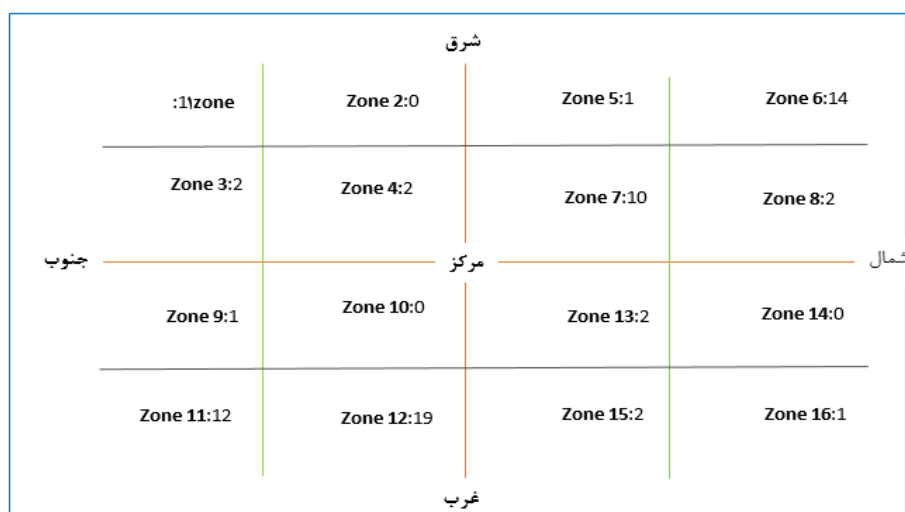 شرق
:1\zone Zone 2:0 Zone 5:1 Zone 6:14
Zone 3:2 Zone 4:2 Zone 7:10 Zone 8:2
جنوب مرکز شمال
Zone 9:1 Zone 10:0 Zone 13:2 Zone 14:0
Zone 11:12 Zone 12:19 Zone 15:2 Zone 16:1
غرب